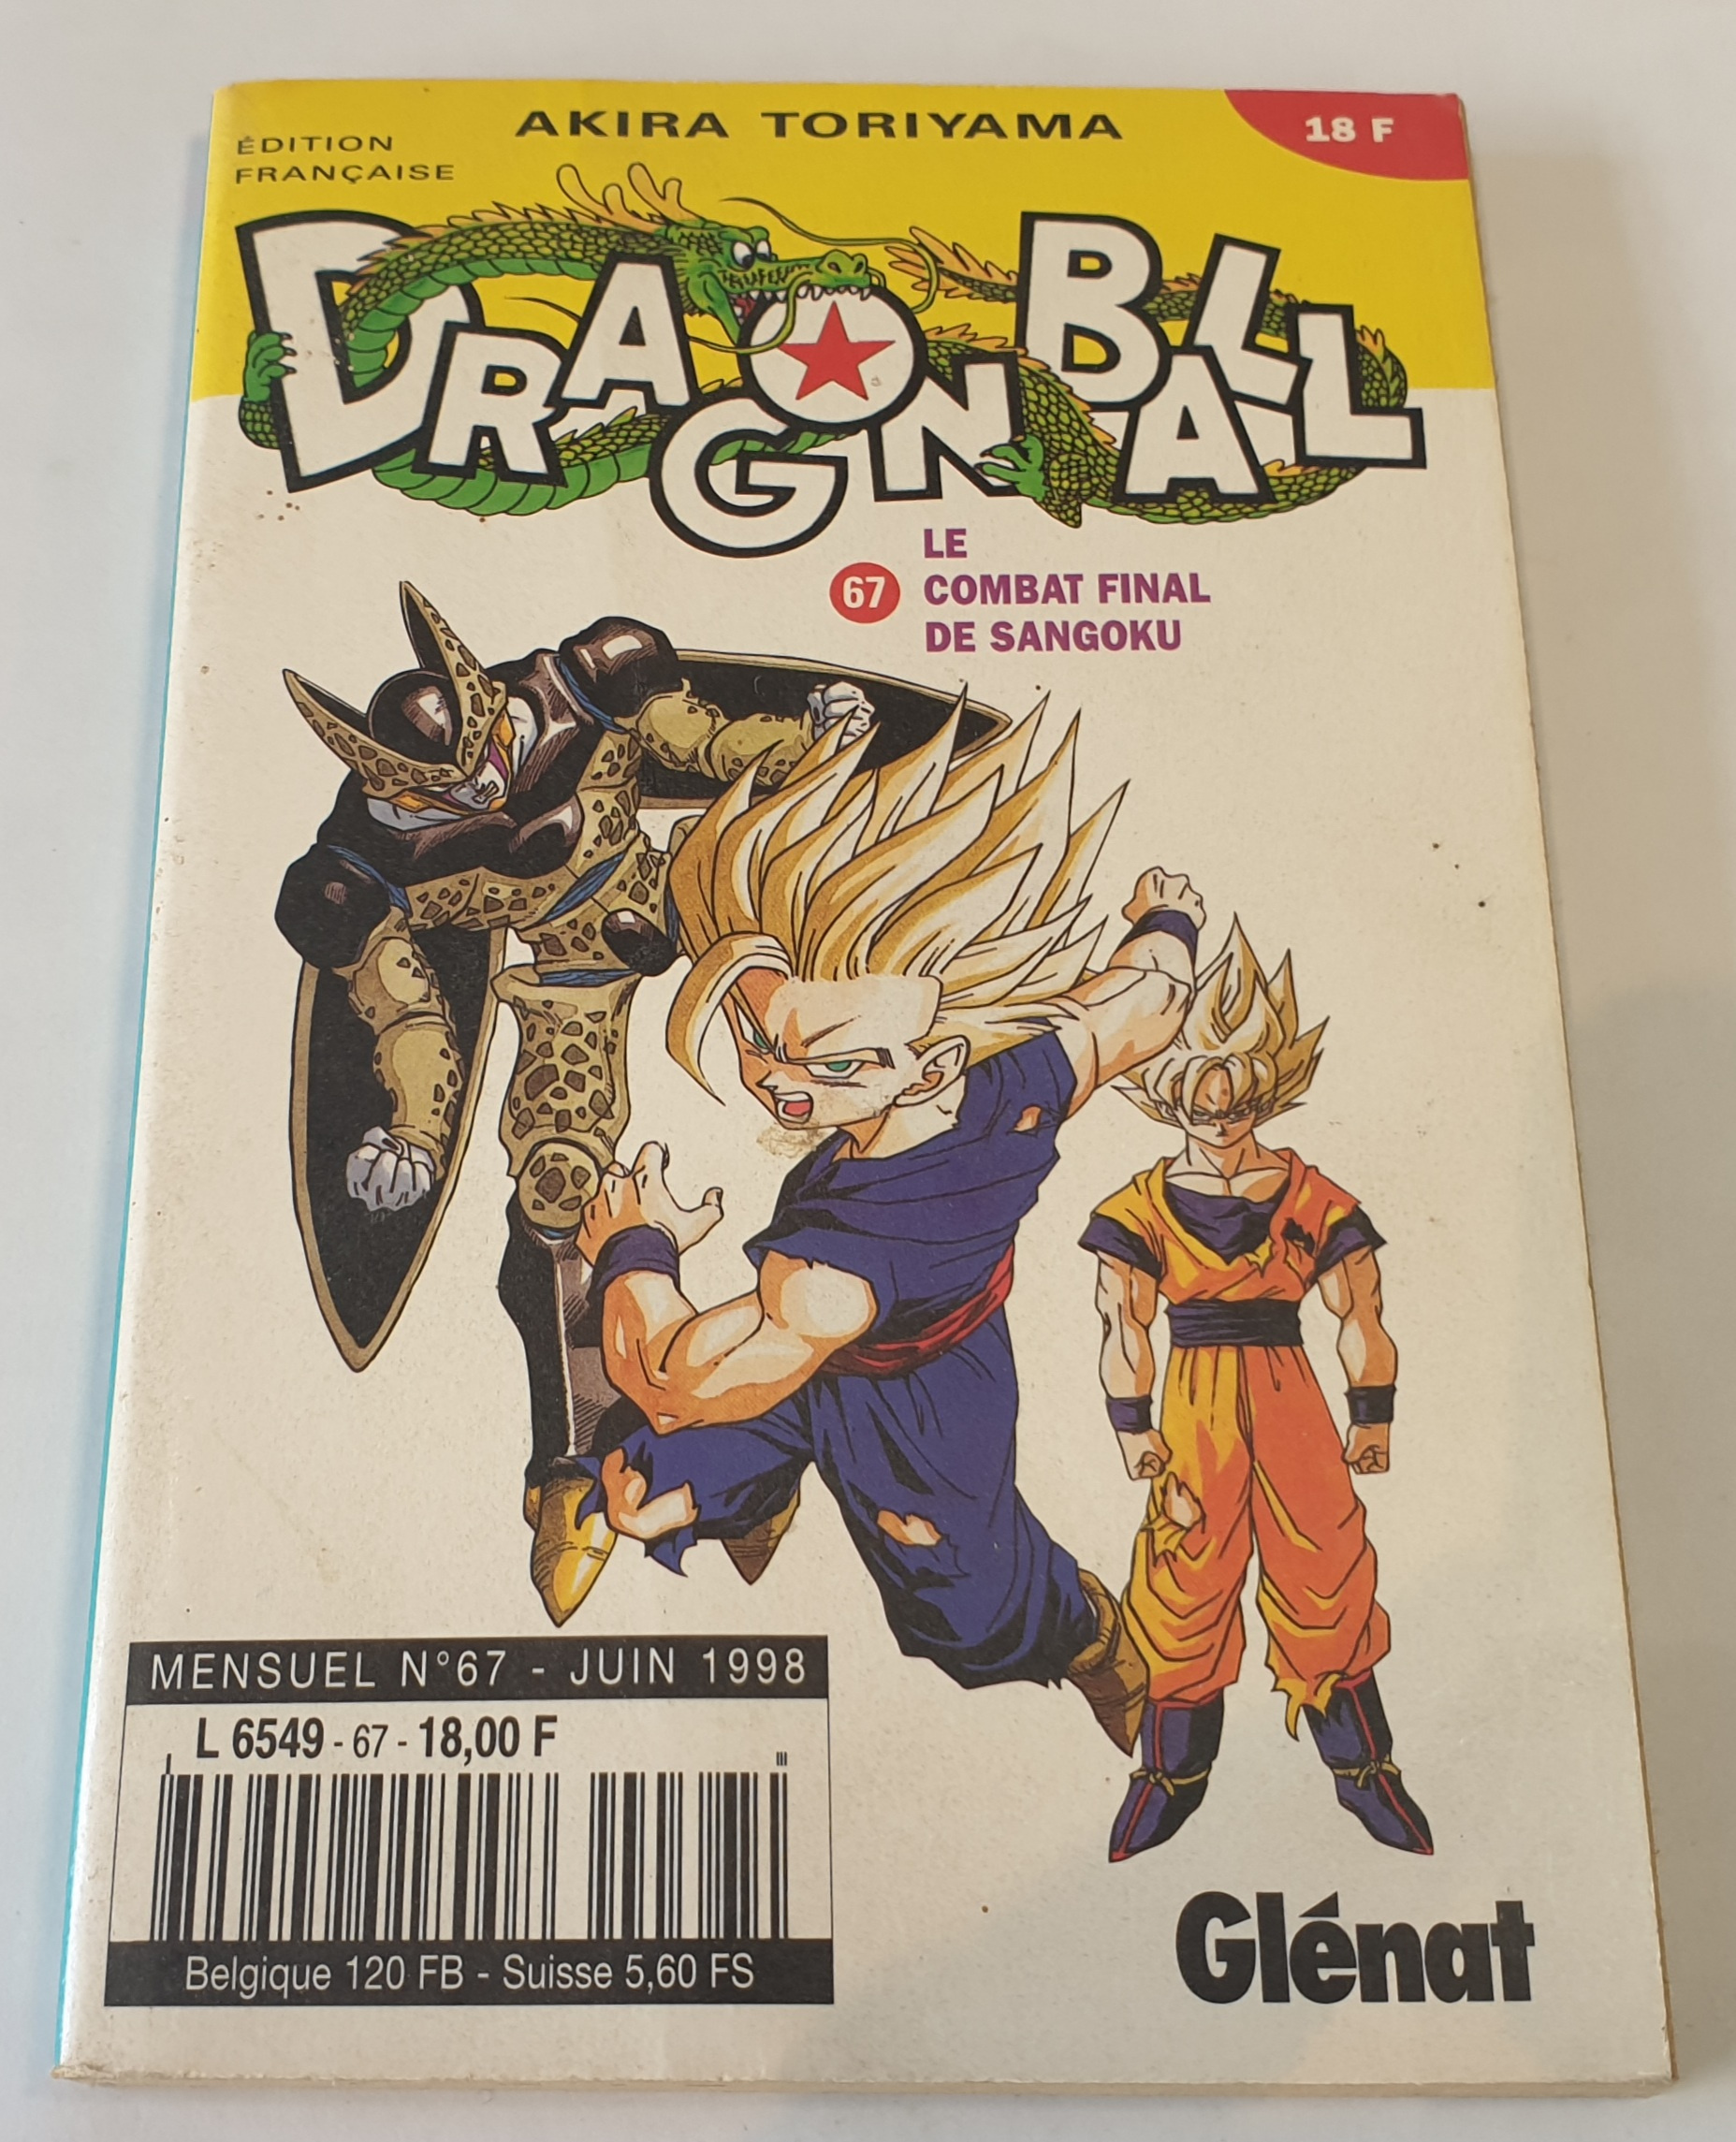 AKIRA TORIYAMA
18 F
ÉDITION
FRANÇAISE
DRAGON BALL
67
LE
COMBAT FINAL
DE SANGOKU
MENSUEL N°67 - JUIN 1998
L 6549 - 67 - 18,00 F
Belgique 120 FB - Suisse 5,60 FS
Glénat